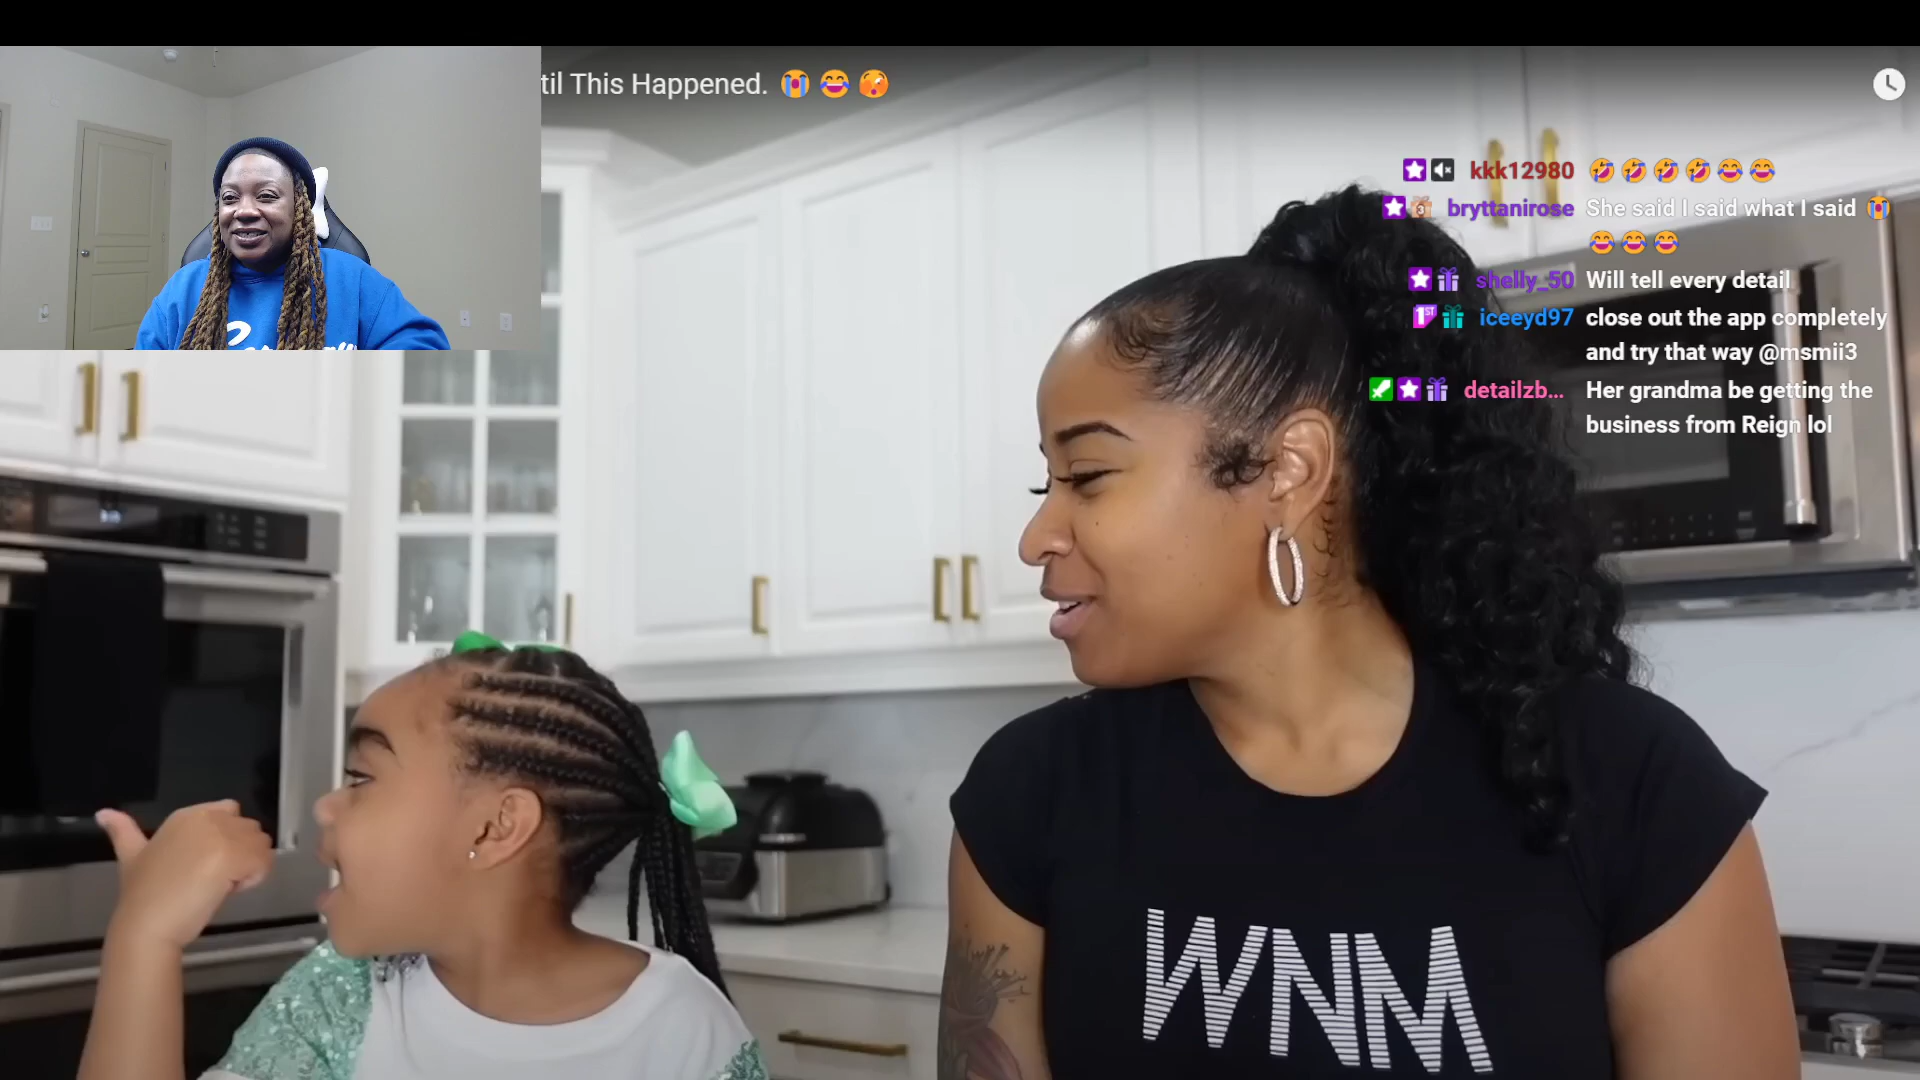 til This Happened. 😭 😂 🥵
kkk12980 🤣 🤣 🤣 🤣 😂 😂
bryttanirose She said I said what I said 😭
😂 😂 😂
shelly_50 Will tell every detail
1ST iceeyd97 close out the app completely
and try that way @msmii3
detailzb... Her grandma be getting the
business from Reign lol
WNM